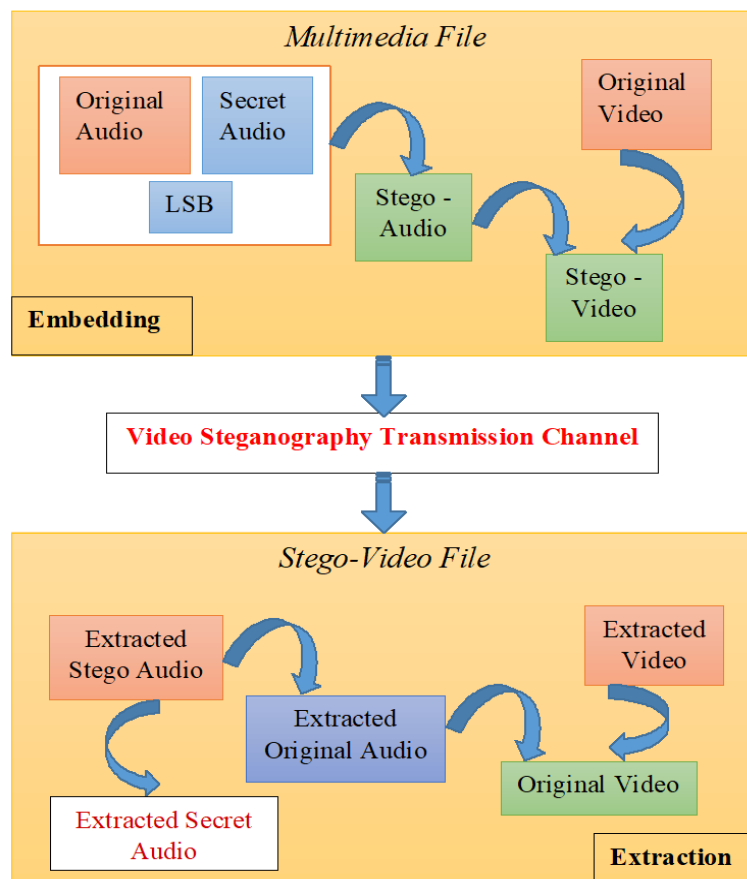 Multimedia File
Original
Audio
Secret
Audio
LSB
Original
Video
Stego -
Audio
Stego -
Video
Embedding
Video Steganography Transmission Channel
Stego-Video File
Extracted
Stego Audio
Extracted
Video
Extracted
Original Audio
Original Video
Extracted Secret
Audio
Extraction